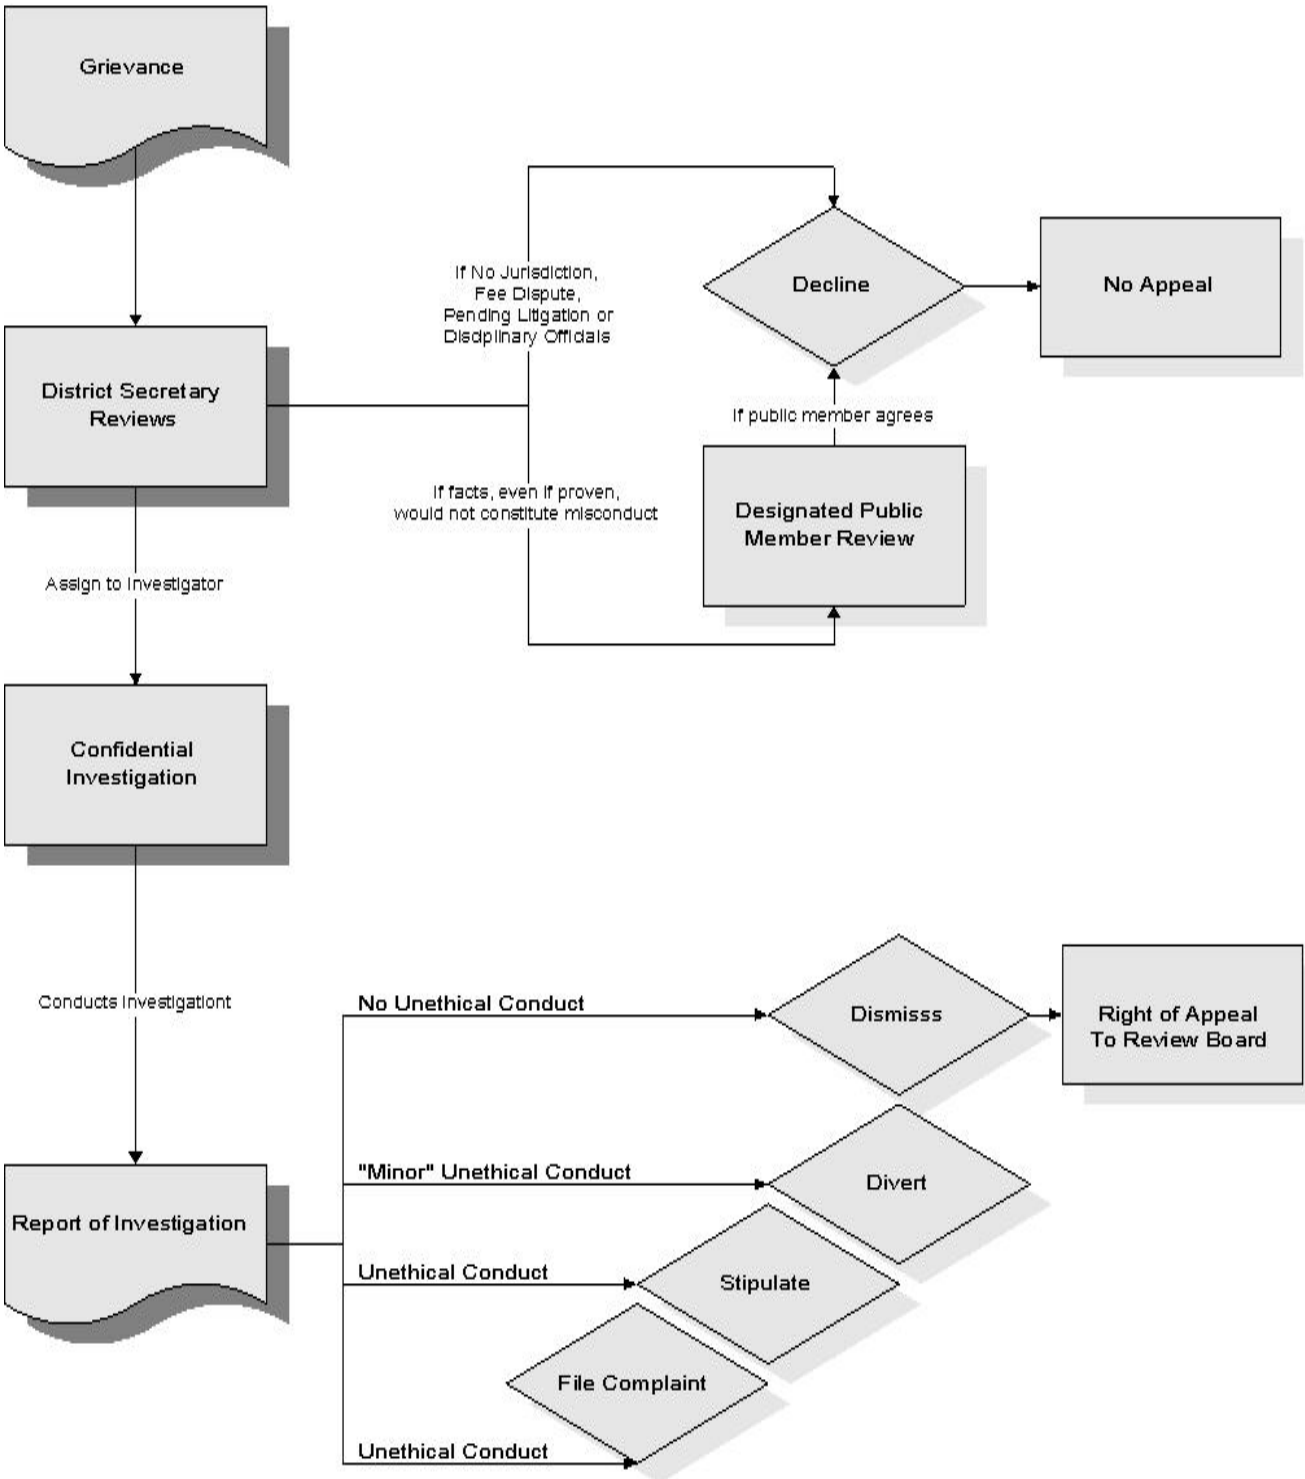 Grievance
If No Jurisdiction,
Fee Dispute,
Pending Litigation or
Disciplinary Officials
Decline
No Appeal
District Secretary
Reviews
If public member agrees
If facts, even if proven,
would not constitute misconduct
Designated Public
Member Review
Assign to Investigator
Confidential
Investigation
Conducts Investigationt
No Unethical Conduct
Dismisss
Right of Appeal
To Review Board
"Minor" Unethical Conduct
Divert
Report of Investigation
Unethical Conduct
Stipulate
File Complaint
Unethical Conduct